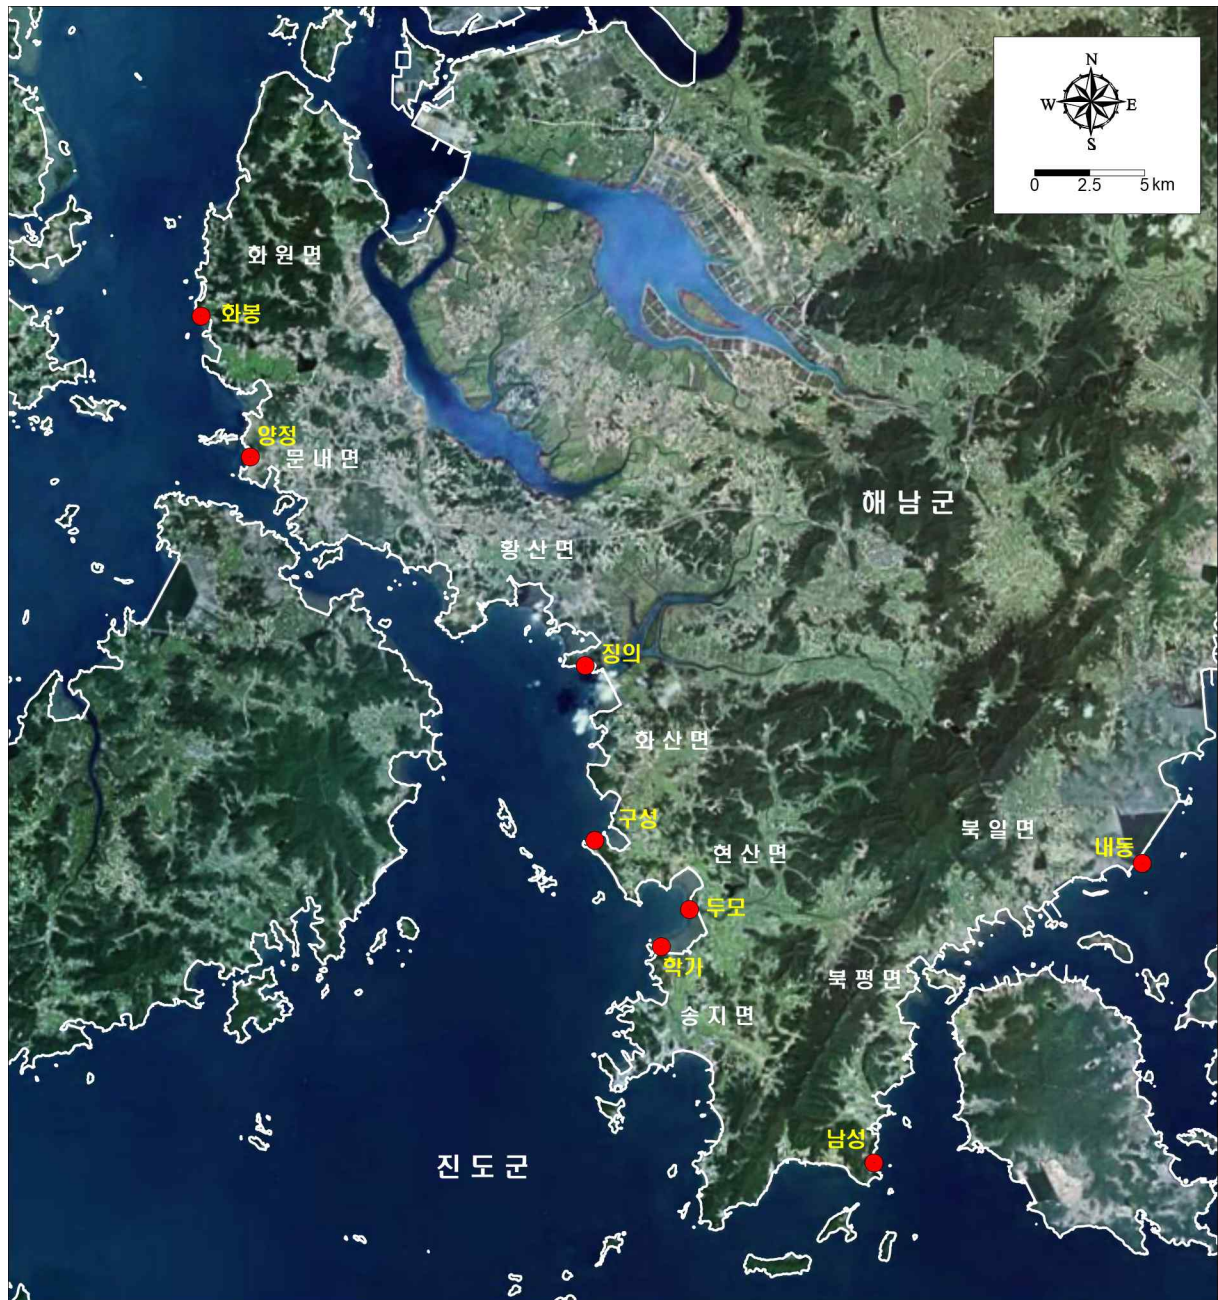 N
W E
S
0 2.5 5 km
화 원 면
화봉
양정
문 내 면
해 남 군
황 산 면
징의
화 산 면
구성
북 일 면
내동
현 산 면
두모
학가
북 평 면
송 지 면
남성
진 도 군